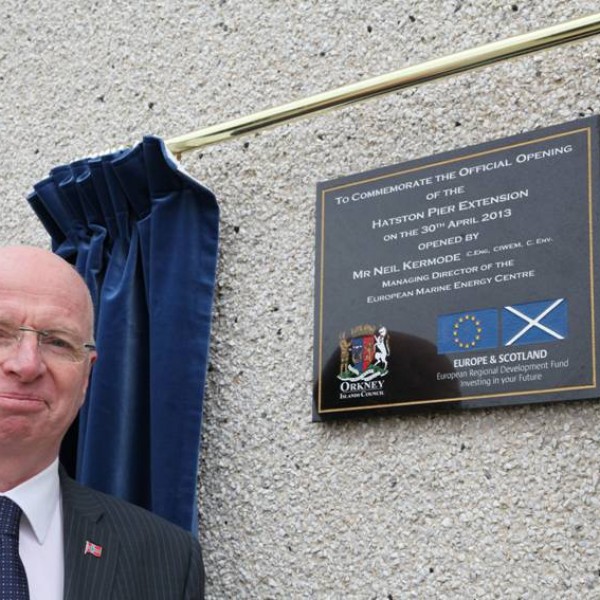 To Commemorate the Official Opening
of the
Hatston Pier Extension
on the 30th April 2013
opened by
Mr Neil Kermode C.Eng, CIWEM, C. Env.
Managing Director of the
European Marine Energy Centre
Orkney
Islands Council
EUROPE & SCOTLAND
European Regional Development Fund
Investing in your Future